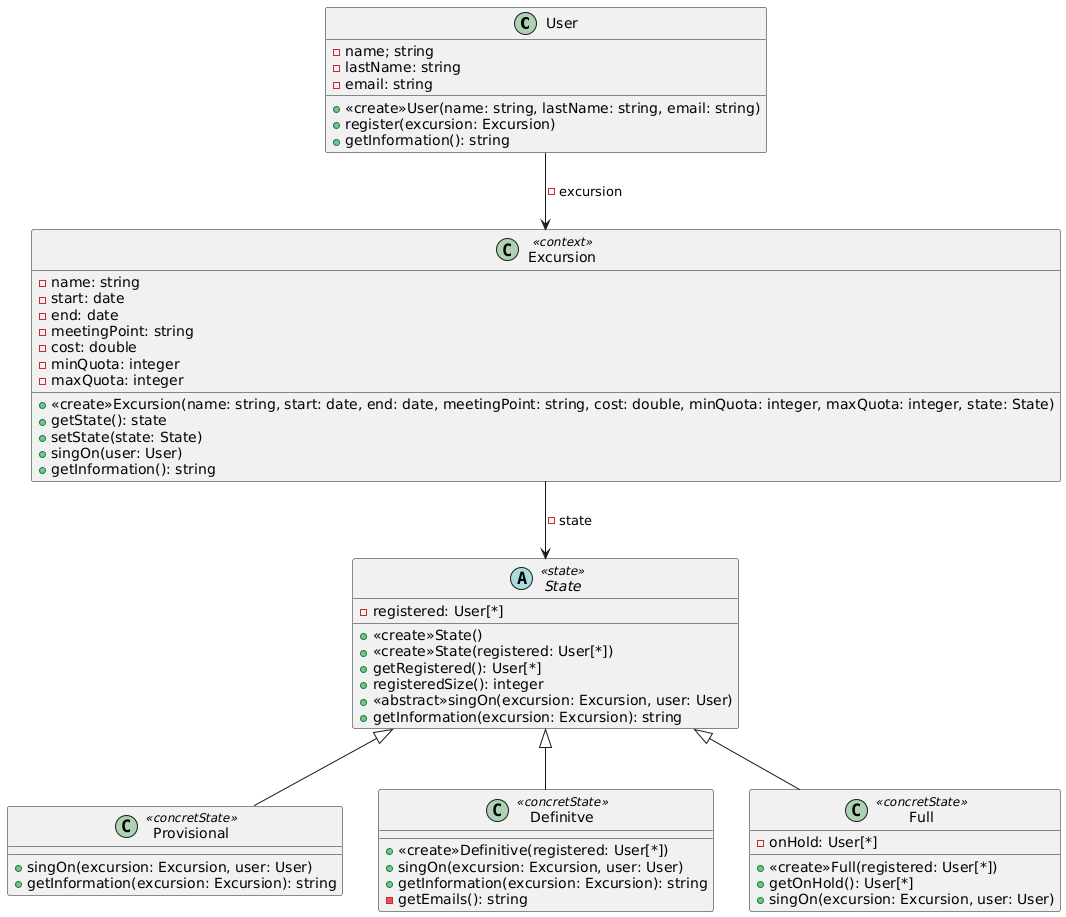 C User
name; string
lastName: string
email: string
«create»User(name: string, lastName: string, email: string)
register(excursion: Excursion)
getInformation(): string
excursion
C «context»
Excursion
name: string
start: date
end: date
meetingPoint: string
cost: double
minQuota: integer
maxQuota: integer
«create»Excursion(name: string, start: date, end: date, meetingPoint: string, cost: double, minQuota: integer, maxQuota: integer, state: State)
getState(): state
setState(state: State)
singOn(user: User)
getInformation(): string
state
A «state»
State
registered: User[*]
«create»State()
«create»State(registered: User[*])
getRegistered(): User[*]
registeredSize(): integer
«abstract»singOn(excursion: Excursion, user: User)
getInformation(excursion: Excursion): string
C «concretState»
Provisional
singOn(excursion: Excursion, user: User)
getInformation(excursion: Excursion): string
C «concretState»
Definitve
«create»Definitive(registered: User[*])
singOn(excursion: Excursion, user: User)
getInformation(excursion: Excursion): string
getEmails(): string
C «concretState»
Full
onHold: User[*]
«create»Full(registered: User[*])
getOnHold(): User[*]
singOn(excursion: Excursion, user: User)